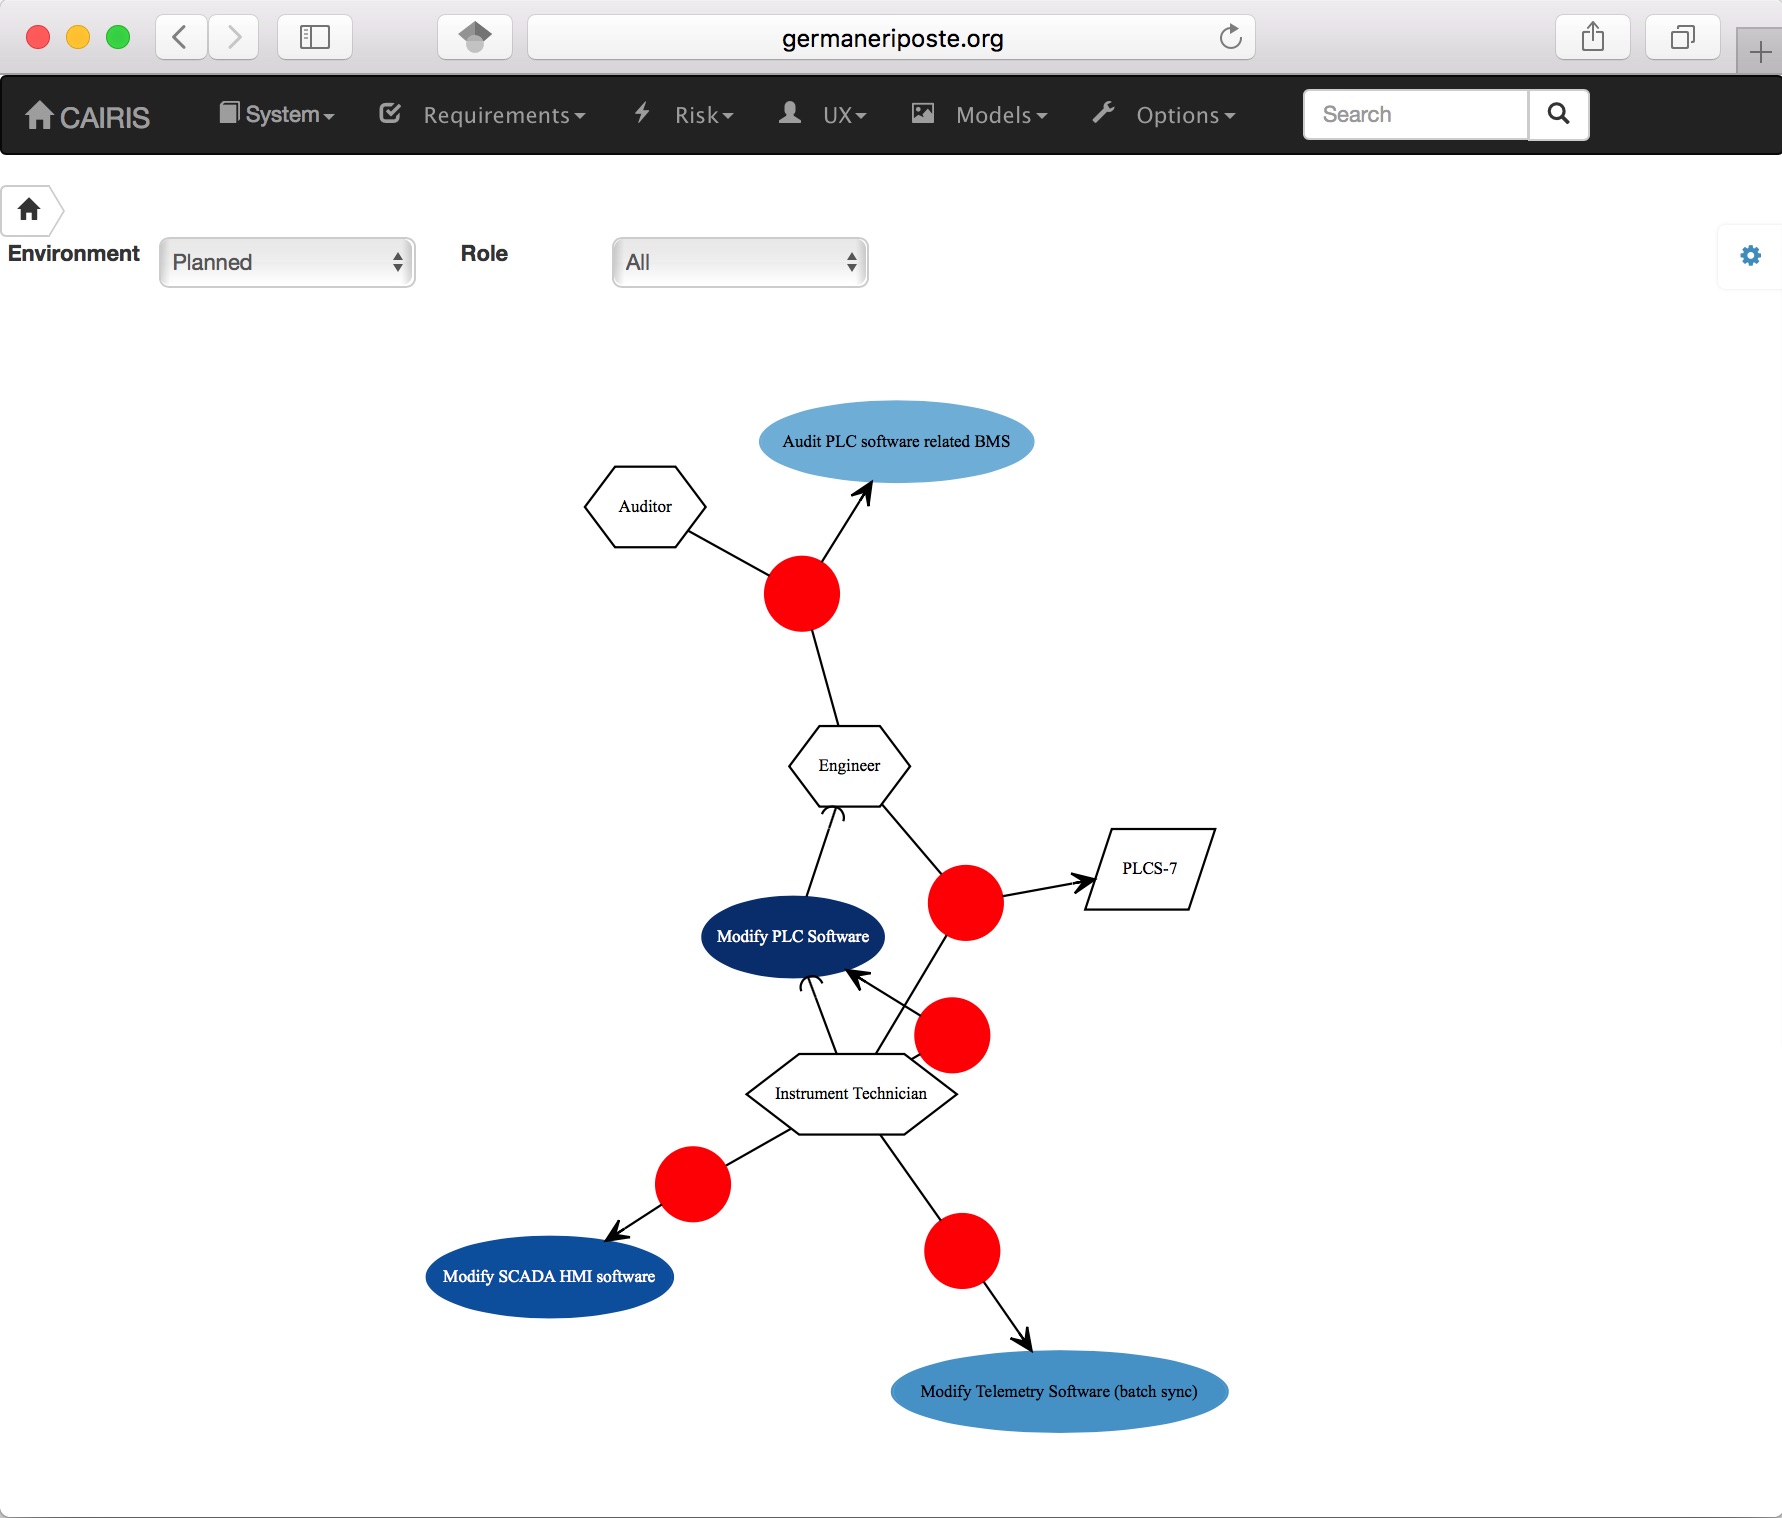 germaneriposte.org
CAIRIS System Requirements Risk UX Models Options Search
Environment Planned Role All
Audit PLC software related BMS
Auditor
Engineer
PLCS-7
Modify PLC Software
Instrument Technician
Modify SCADA HMI software
Modify Telemetry Software (batch sync)